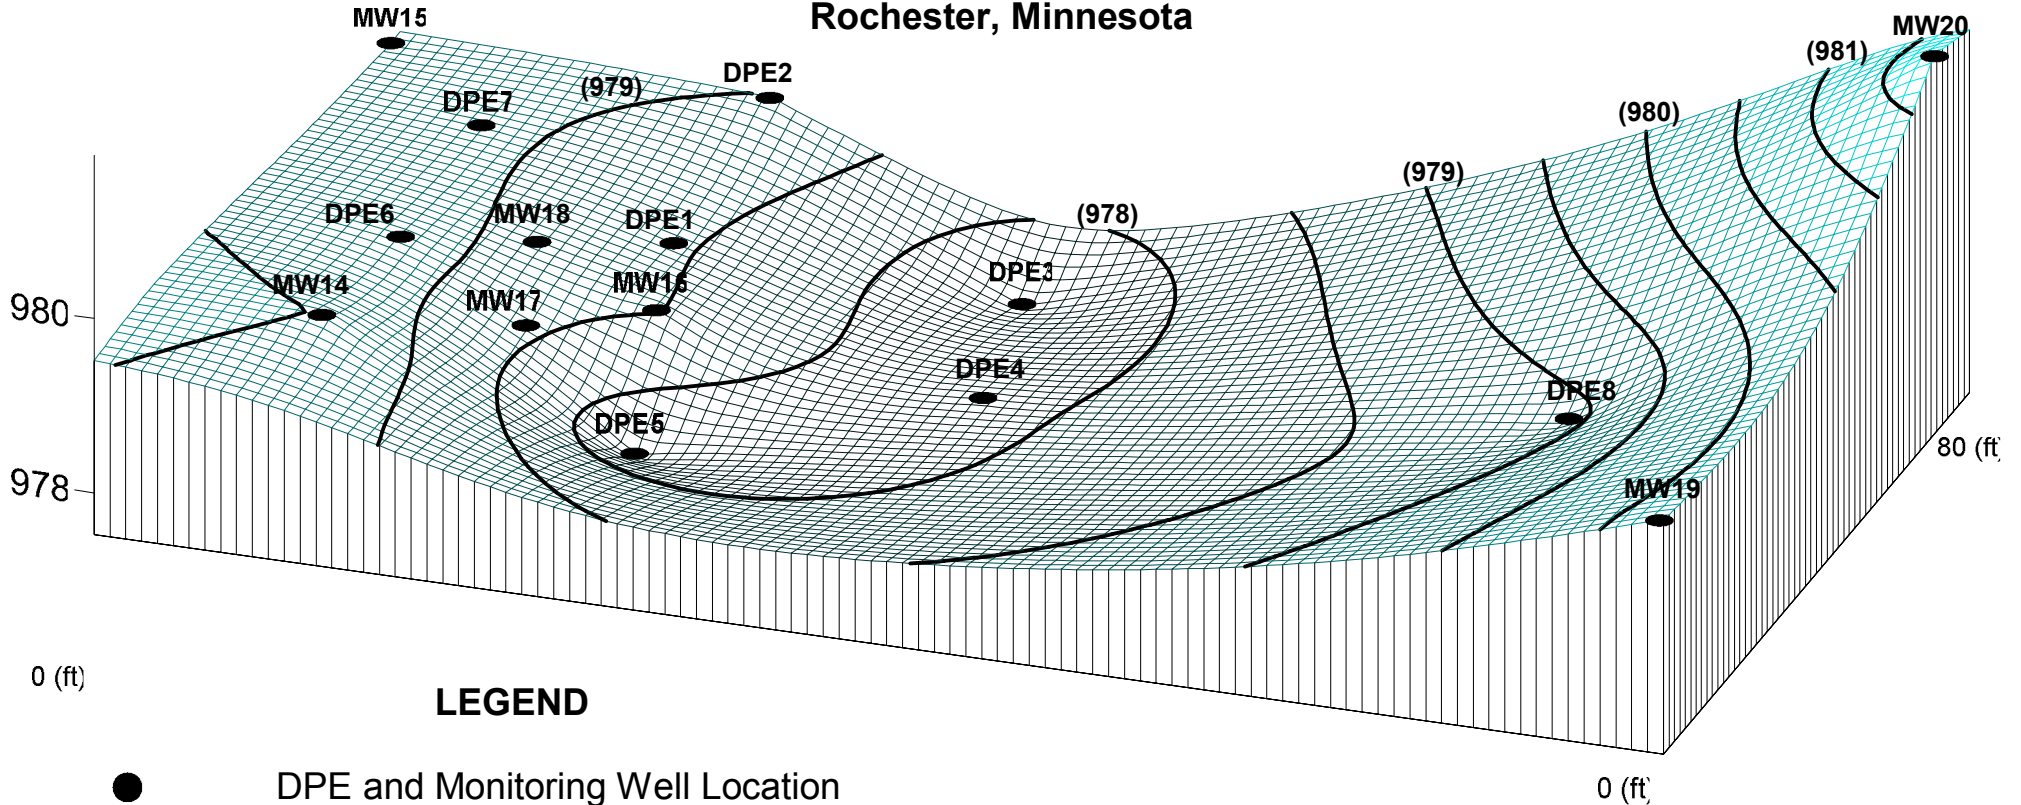 Rochester, Minnesota
MW15
MW20
(981)
DPE2
(979)
DPE7
(980)
(979)
DPE6
MW18
DPE1
(978)
DPE3
MW14
MW16
MW17
980
DPE4
DPE8
DPE5
80 (ft)
978
MW19
0 (ft)
LEGEND
DPE and Monitoring Well Location
0 (ft)